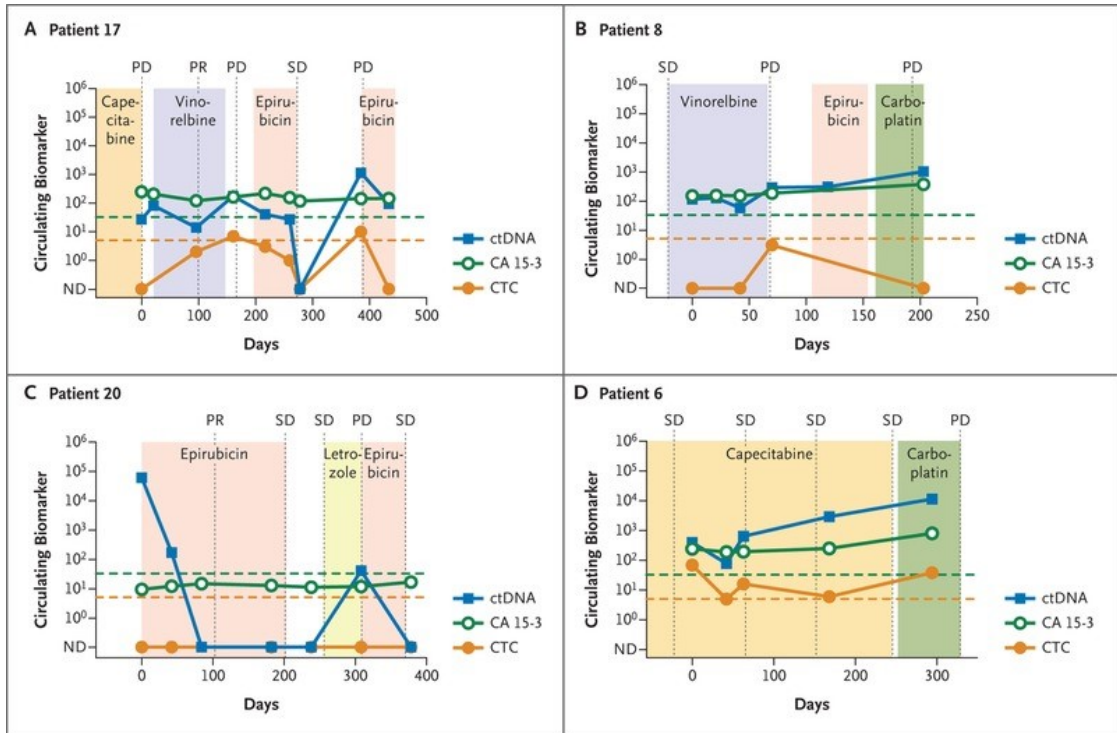 A Patient 17
PD PR PD SD PD
Circulating Biomarker
10⁶
10⁵
10⁴
10³
10²
10¹
10⁰
ND
Cape-
cita-
bine
Vino-
relbine
Epiru-
bicin
Epiru-
bicin
ctDNA
CA 15-3
CTC
0 100 200 300 400 500
Days
B Patient 8
SD PD PD
Circulating Biomarker
10⁶
10⁵
10⁴
10³
10²
10¹
10⁰
ND
Vinorelbine
Epiru-
bicin
Carbo-
platin
ctDNA
CA 15-3
CTC
0 50 100 150 200 250
Days
C Patient 20
PR SD SD PD SD
Circulating Biomarker
10⁶
10⁵
10⁴
10³
10²
10¹
10⁰
ND
Epirubicin
Letro-
zole
Epiru-
bicin
ctDNA
CA 15-3
CTC
0 100 200 300 400
Days
D Patient 6
SD SD SD SD PD
Circulating Biomarker
10⁶
10⁵
10⁴
10³
10²
10¹
10⁰
ND
Capecitabine
Carbo-
platin
ctDNA
CA 15-3
CTC
0 100 200 300
Days